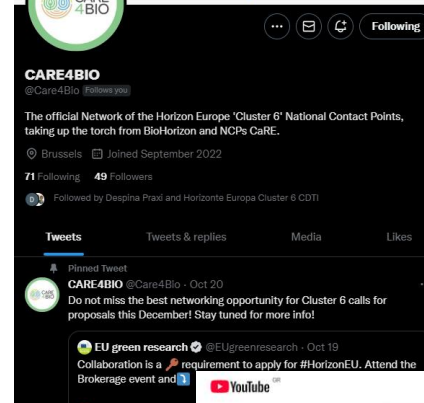 CARE
4BIO
Following
CARE4BIO
@Care4Bio Follows you
The official Network of the Horizon Europe 'Cluster 6' National Contact Points,
taking up the torch from BioHorizon and NCPs CaRE.
Brussels Joined September 2022
71 Following 49 Followers
D Followed by Despina Praxi and Horizonte Europa Cluster 6 CDTI
Tweets Tweets & replies Media Likes
Pinned Tweet
CARE4BIO @Care4Bio · Oct 20
Do not miss the best networking opportunity for Cluster 6 calls for
proposals this December! Stay tuned for more info!
EU green research @EUgreenresearch · Oct 19
Collaboration is a 🔑 requirement to apply for #HorizonEU. Attend the
Brokerage event and ⤵️
YouTube GR